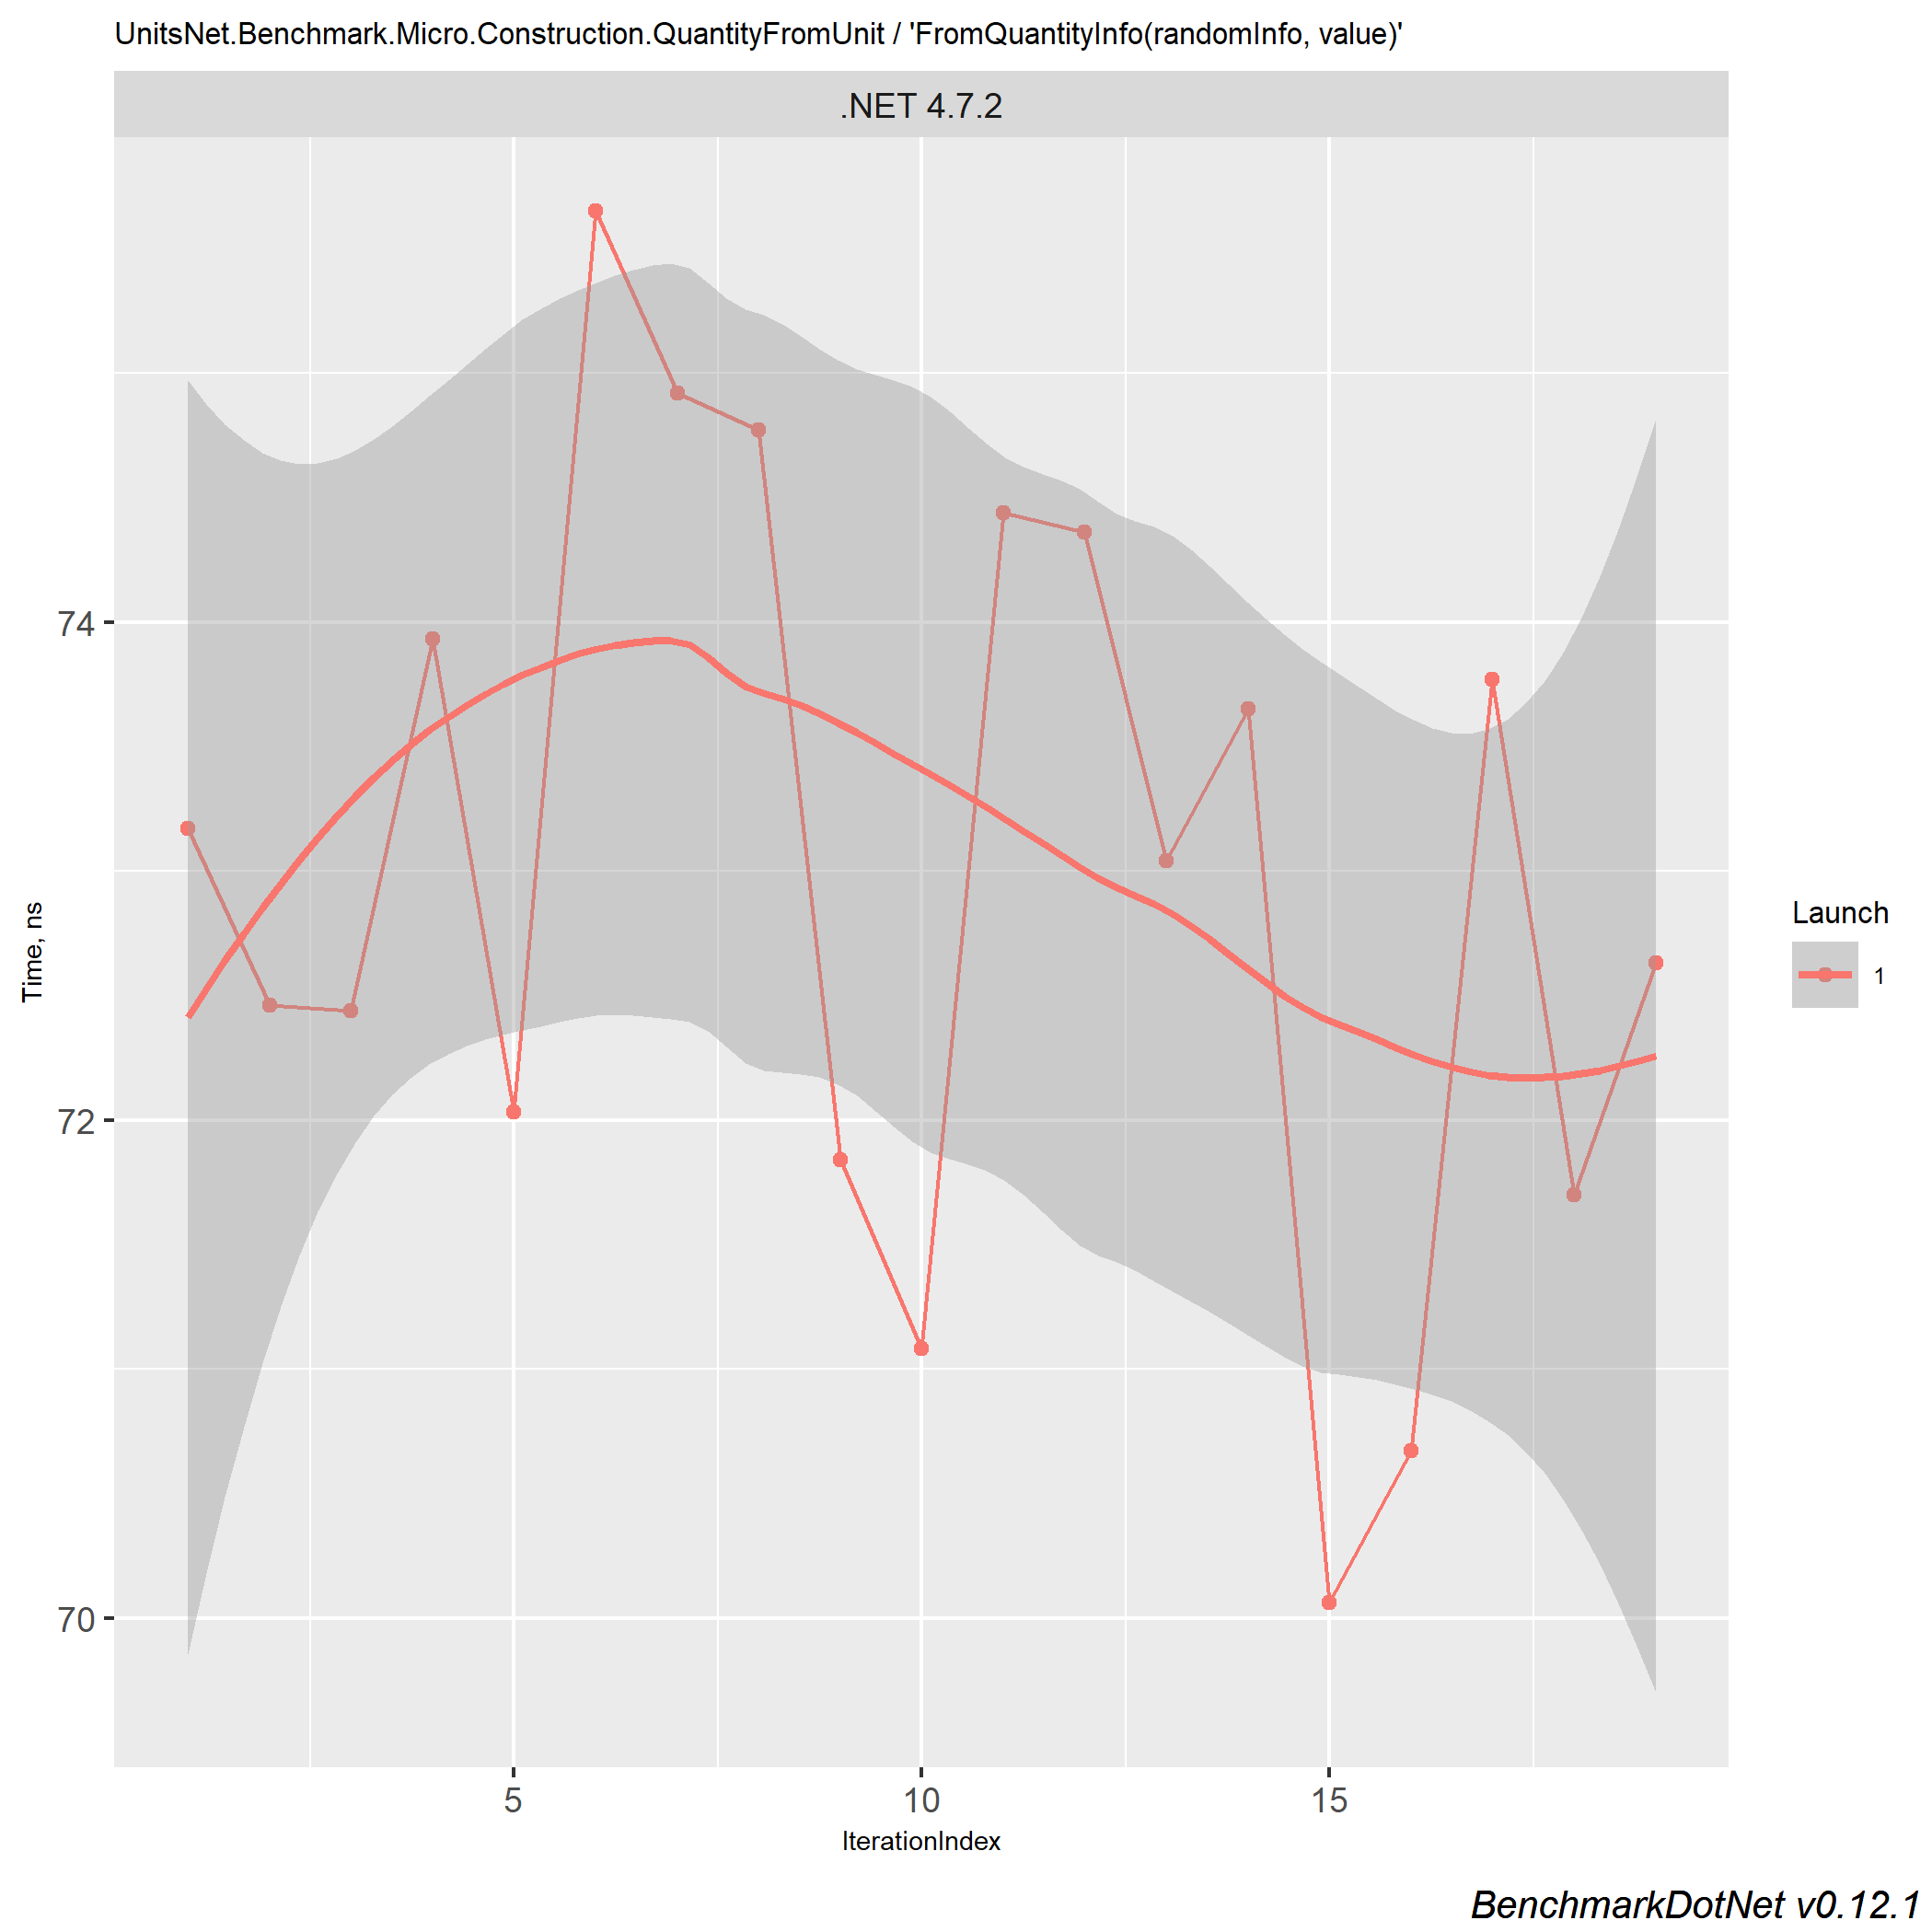 UnitsNet.Benchmark.Micro.Construction.QuantityFromUnit / 'FromQuantityInfo(randomInfo, value)'
.NET 4.7.2
74
72
70
Time, ns
5
10
15
IterationIndex
Launch
1
BenchmarkDotNet v0.12.1